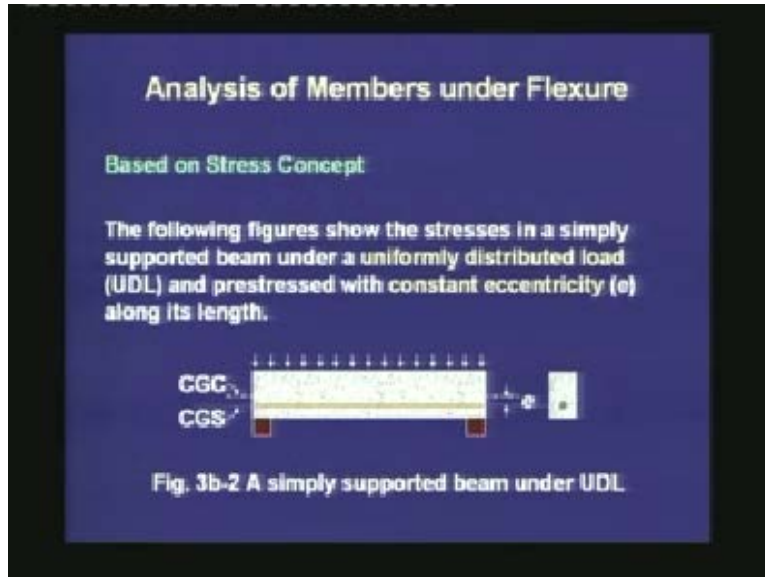 Analysis of Members under Flexure
Based on Stress Concept
The following figures show the stresses in a simply
supported beam under a uniformly distributed load
(UDL) and prestressed with constant eccentricity (e)
along its length.
CGC
CGS
e
Fig. 3b-2 A simply supported beam under UDL